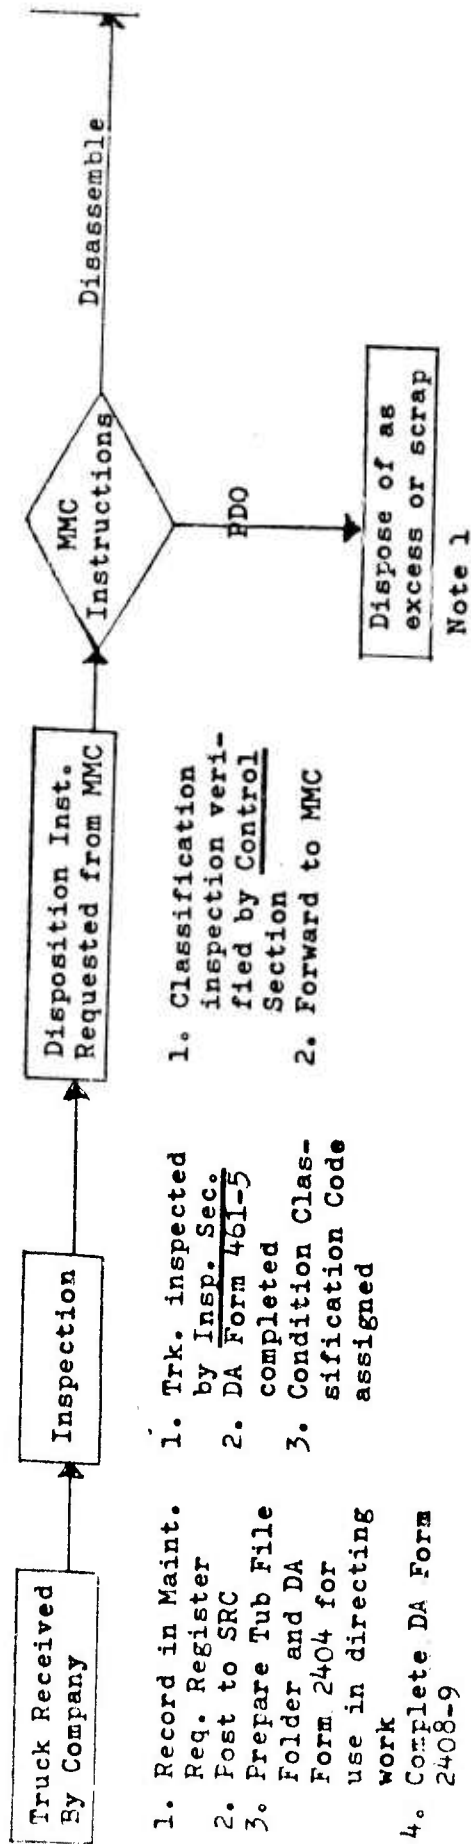 Truck Received
By Company
1. Record in Maint.
Req. Register
2. Post to SRC
3. Prepare Tub File
Folder and DA
Form 2404 for
use in directing
work
4. Complete DA Form
2408-9
Inspection
1. Trk. inspected
by Insp. Sec.
2. DA Form 461-5
completed
3. Condition Clas-
sification Code
assigned
Disposition Inst.
Requested from MMC
1. Classification
inspection veri-
fied by Control
Section
2. Forward to MMC
MMC
Instructions
Disassemble
PDO
Dispose of as
excess or scrap
Note 1